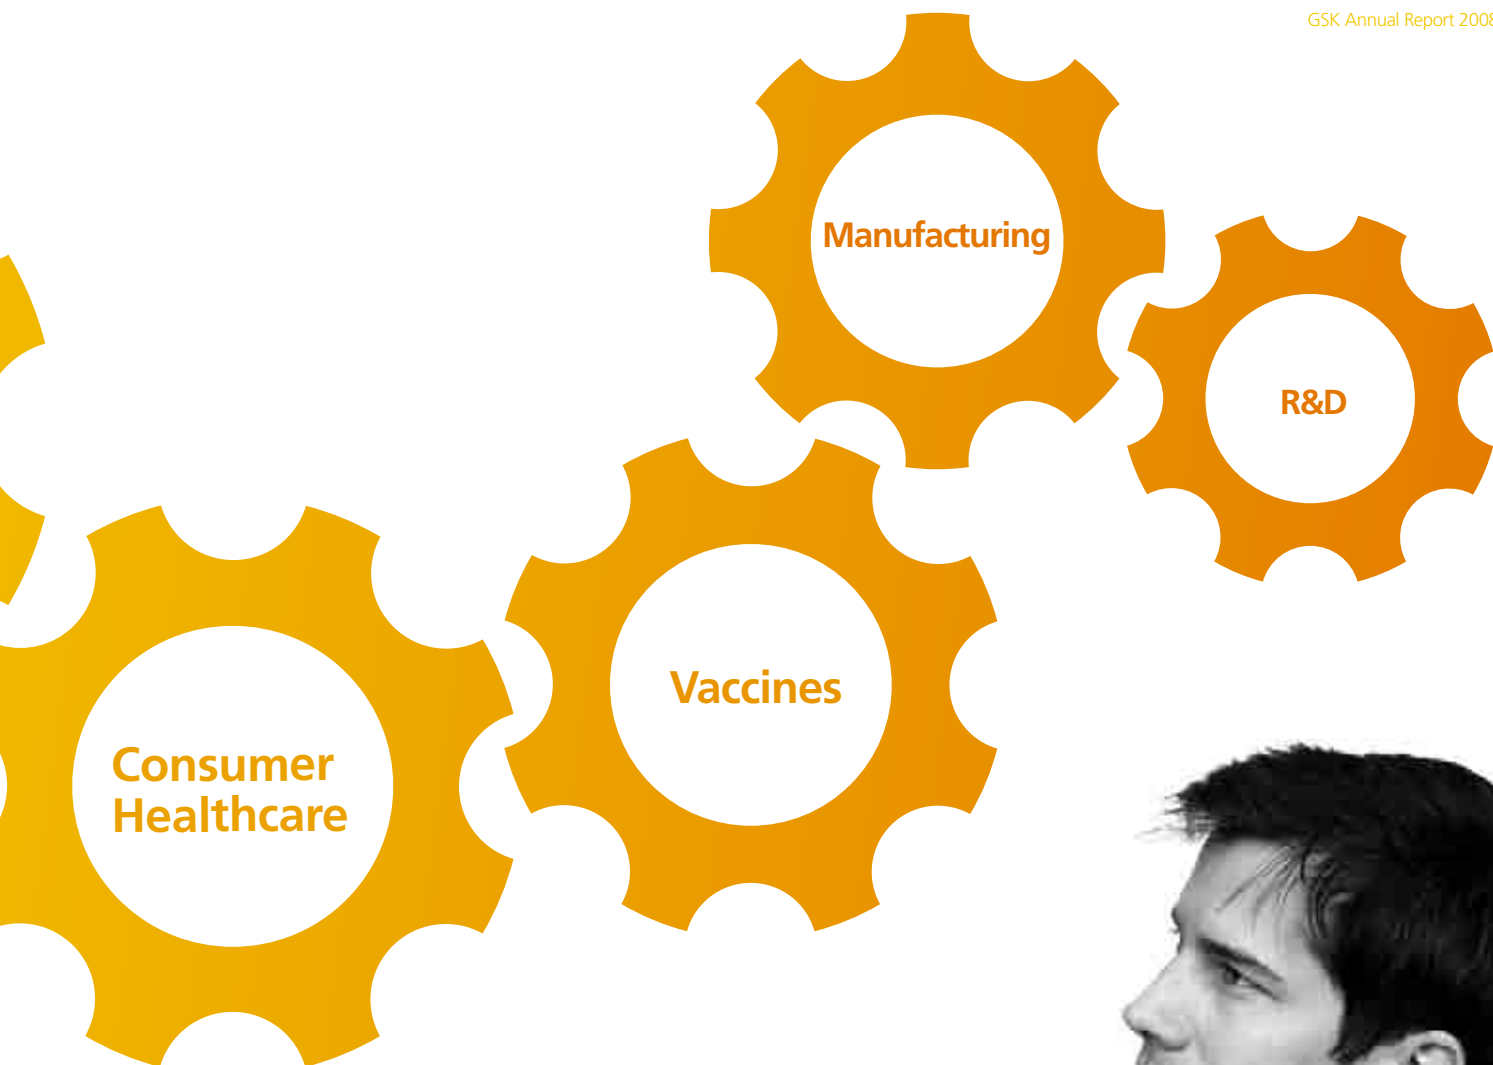 GSK Annual Report 2008
Manufacturing
R&D
Vaccines
Consumer
Healthcare